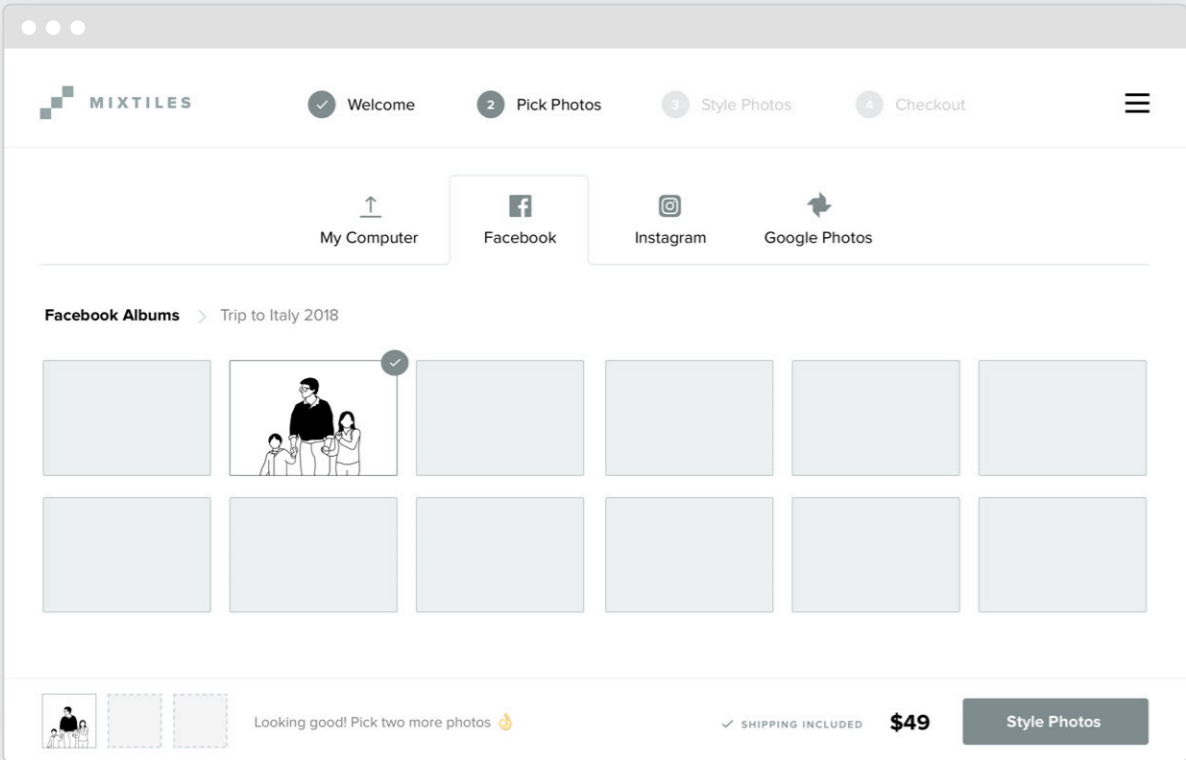 MIXTILES
Welcome
2 Pick Photos
3 Style Photos
4 Checkout
My Computer
Facebook
Instagram
Google Photos
Facebook Albums > Trip to Italy 2018
Looking good! Pick two more photos 👌
✓ SHIPPING INCLUDED
$49
Style Photos